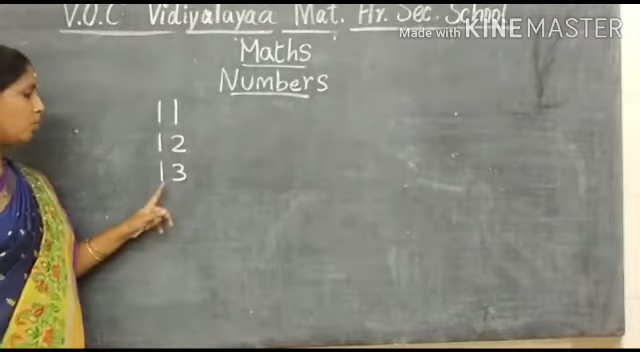 V.O.C Vidiyalayaa Mat. Hr. Sec. School
Made with KINEMASTER
Maths
Numbers
11
12
13